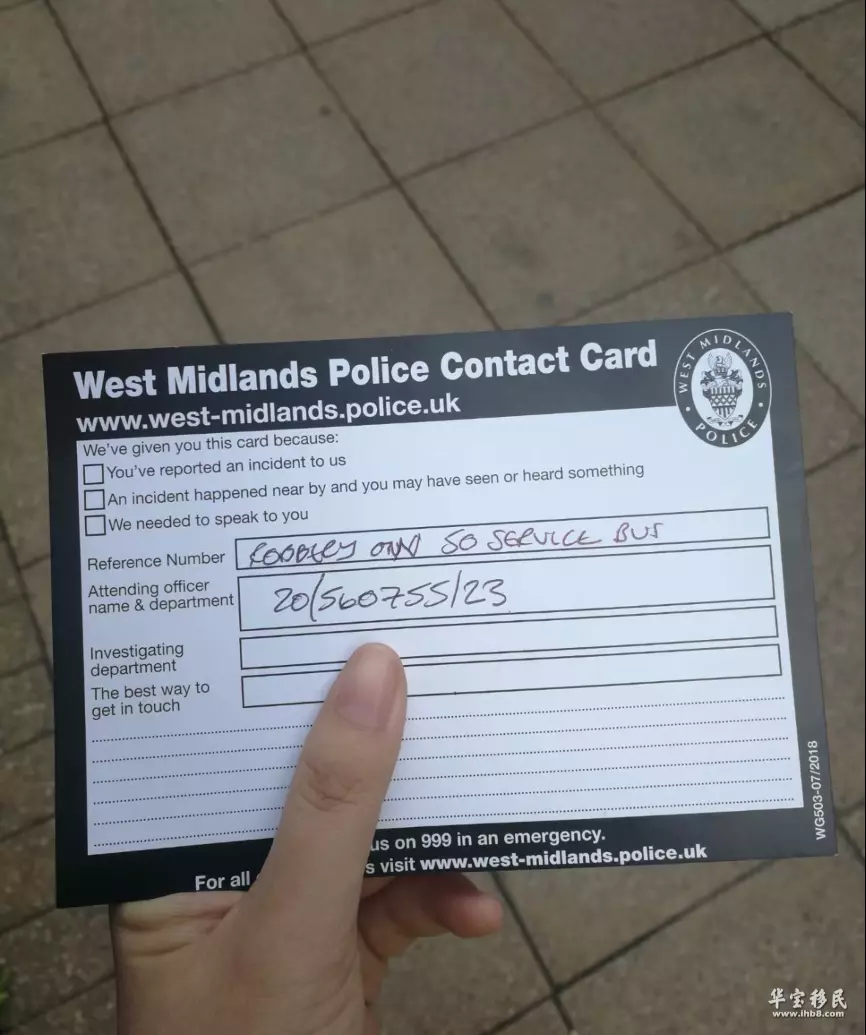 West Midlands Police Contact Card
www.west-midlands.police.uk
WEST MIDLANDS POLICE
We've given you this card because:
You've reported an incident to us
An incident happened near by and you may have seen or heard something
We needed to speak to you
Reference Number ROBBERY ON 50 SERVICE BUS
Attending officer
name & department 20/560755/23
Investigating
department
The best way to
get in touch
us on 999 in an emergency.
For all s visit www.west-midlands.police.uk
WG503-07/2018
华宝移民
www.ihb8.com